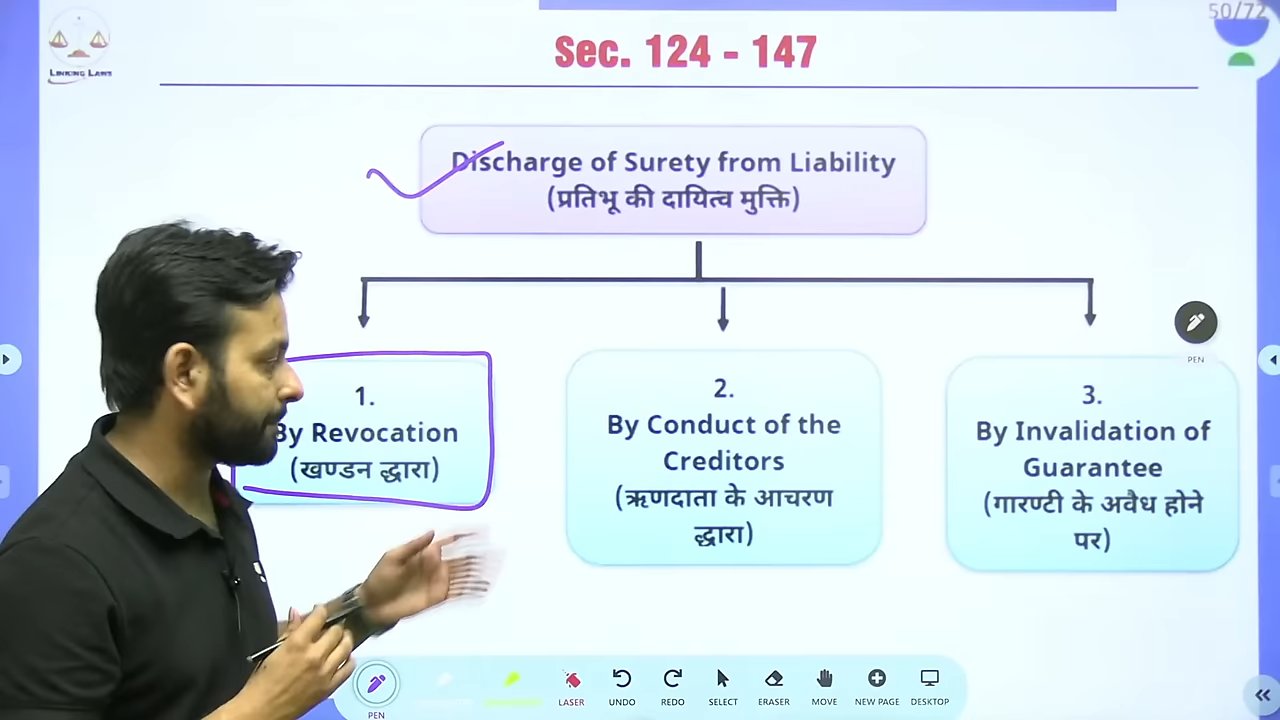 50/72
LINKING LAWS
Sec. 124 - 147
Discharge of Surety from Liability
(प्रतिभू की दायित्व मुक्ति)
1.
By Revocation
(खण्डन द्धारा)
2.
By Conduct of the
Creditors
(ऋणदाता के आचरण
द्धारा)
3.
By Invalidation of
Guarantee
(गारण्टी के अवैध होने
पर)
PEN
PEN
LASER
UNDO
REDO
SELECT
ERASER
MOVE
NEW PAGE
DESKTOP